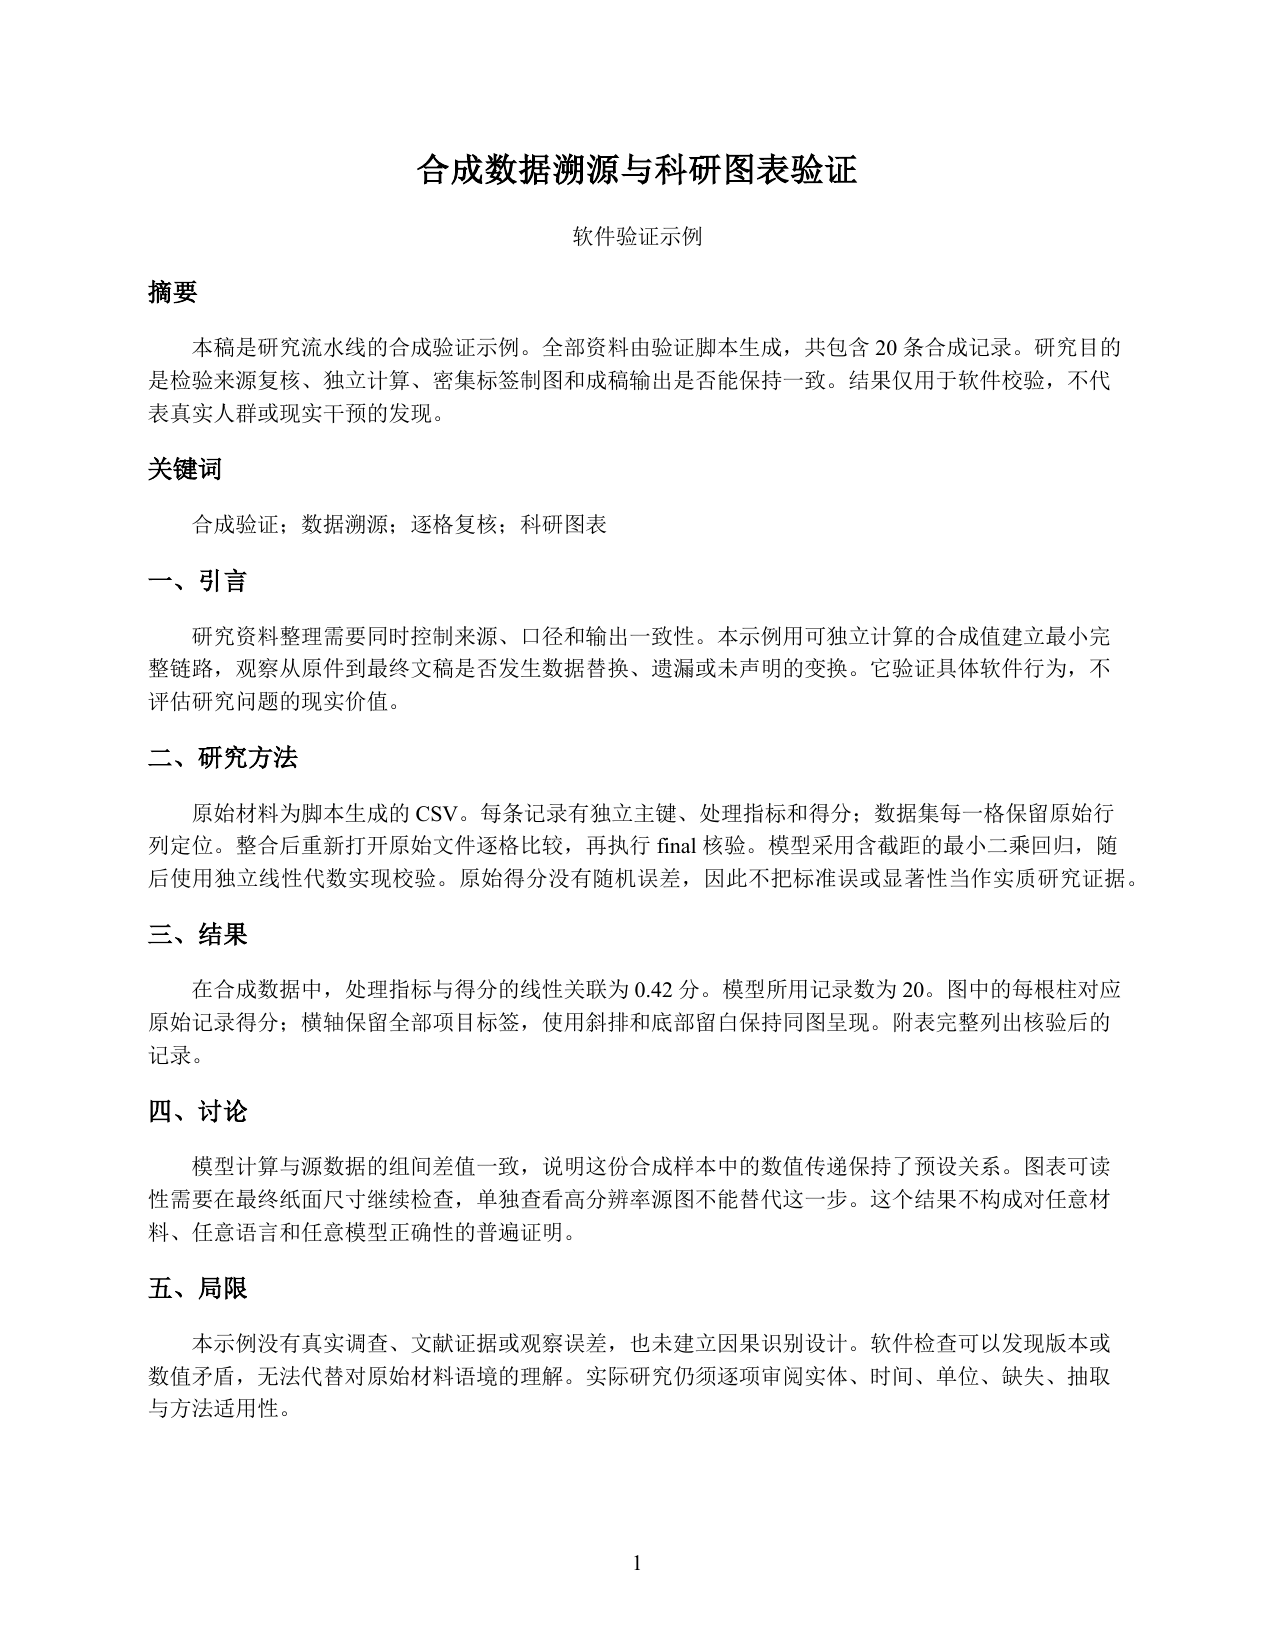 合成数据溯源与科研图表验证
软件验证示例
摘要
本稿是研究流水线的合成验证示例。全部资料由验证脚本生成，共包含 20 条合成记录。研究目的
是检验来源复核、独立计算、密集标签制图和成稿输出是否能保持一致。结果仅用于软件校验，不代
表真实人群或现实干预的发现。
关键词
合成验证；数据溯源；逐格复核；科研图表
一、引言
研究资料整理需要同时控制来源、口径和输出一致性。本示例用可独立计算的合成值建立最小完
整链路，观察从原件到最终文稿是否发生数据替换、遗漏或未声明的变换。它验证具体软件行为，不
评估研究问题的现实价值。
二、研究方法
原始材料为脚本生成的 CSV。每条记录有独立主键、处理指标和得分；数据集每一格保留原始行
列定位。整合后重新打开原始文件逐格比较，再执行 final 核验。模型采用含截距的最小二乘回归，随
后使用独立线性代数实现校验。原始得分没有随机误差，因此不把标准误或显著性当作实质研究证据。
三、结果
在合成数据中，处理指标与得分的线性关联为 0.42 分。模型所用记录数为 20。图中的每根柱对应
原始记录得分；横轴保留全部项目标签，使用斜排和底部留白保持同图呈现。附表完整列出核验后的
记录。
四、讨论
模型计算与源数据的组间差值一致，说明这份合成样本中的数值传递保持了预设关系。图表可读
性需要在最终纸面尺寸继续检查，单独查看高分辨率源图不能替代这一步。这个结果不构成对任意材
料、任意语言和任意模型正确性的普遍证明。
五、局限
本示例没有真实调查、文献证据或观察误差，也未建立因果识别设计。软件检查可以发现版本或
数值矛盾，无法代替对原始材料语境的理解。实际研究仍须逐项审阅实体、时间、单位、缺失、抽取
与方法适用性。
1